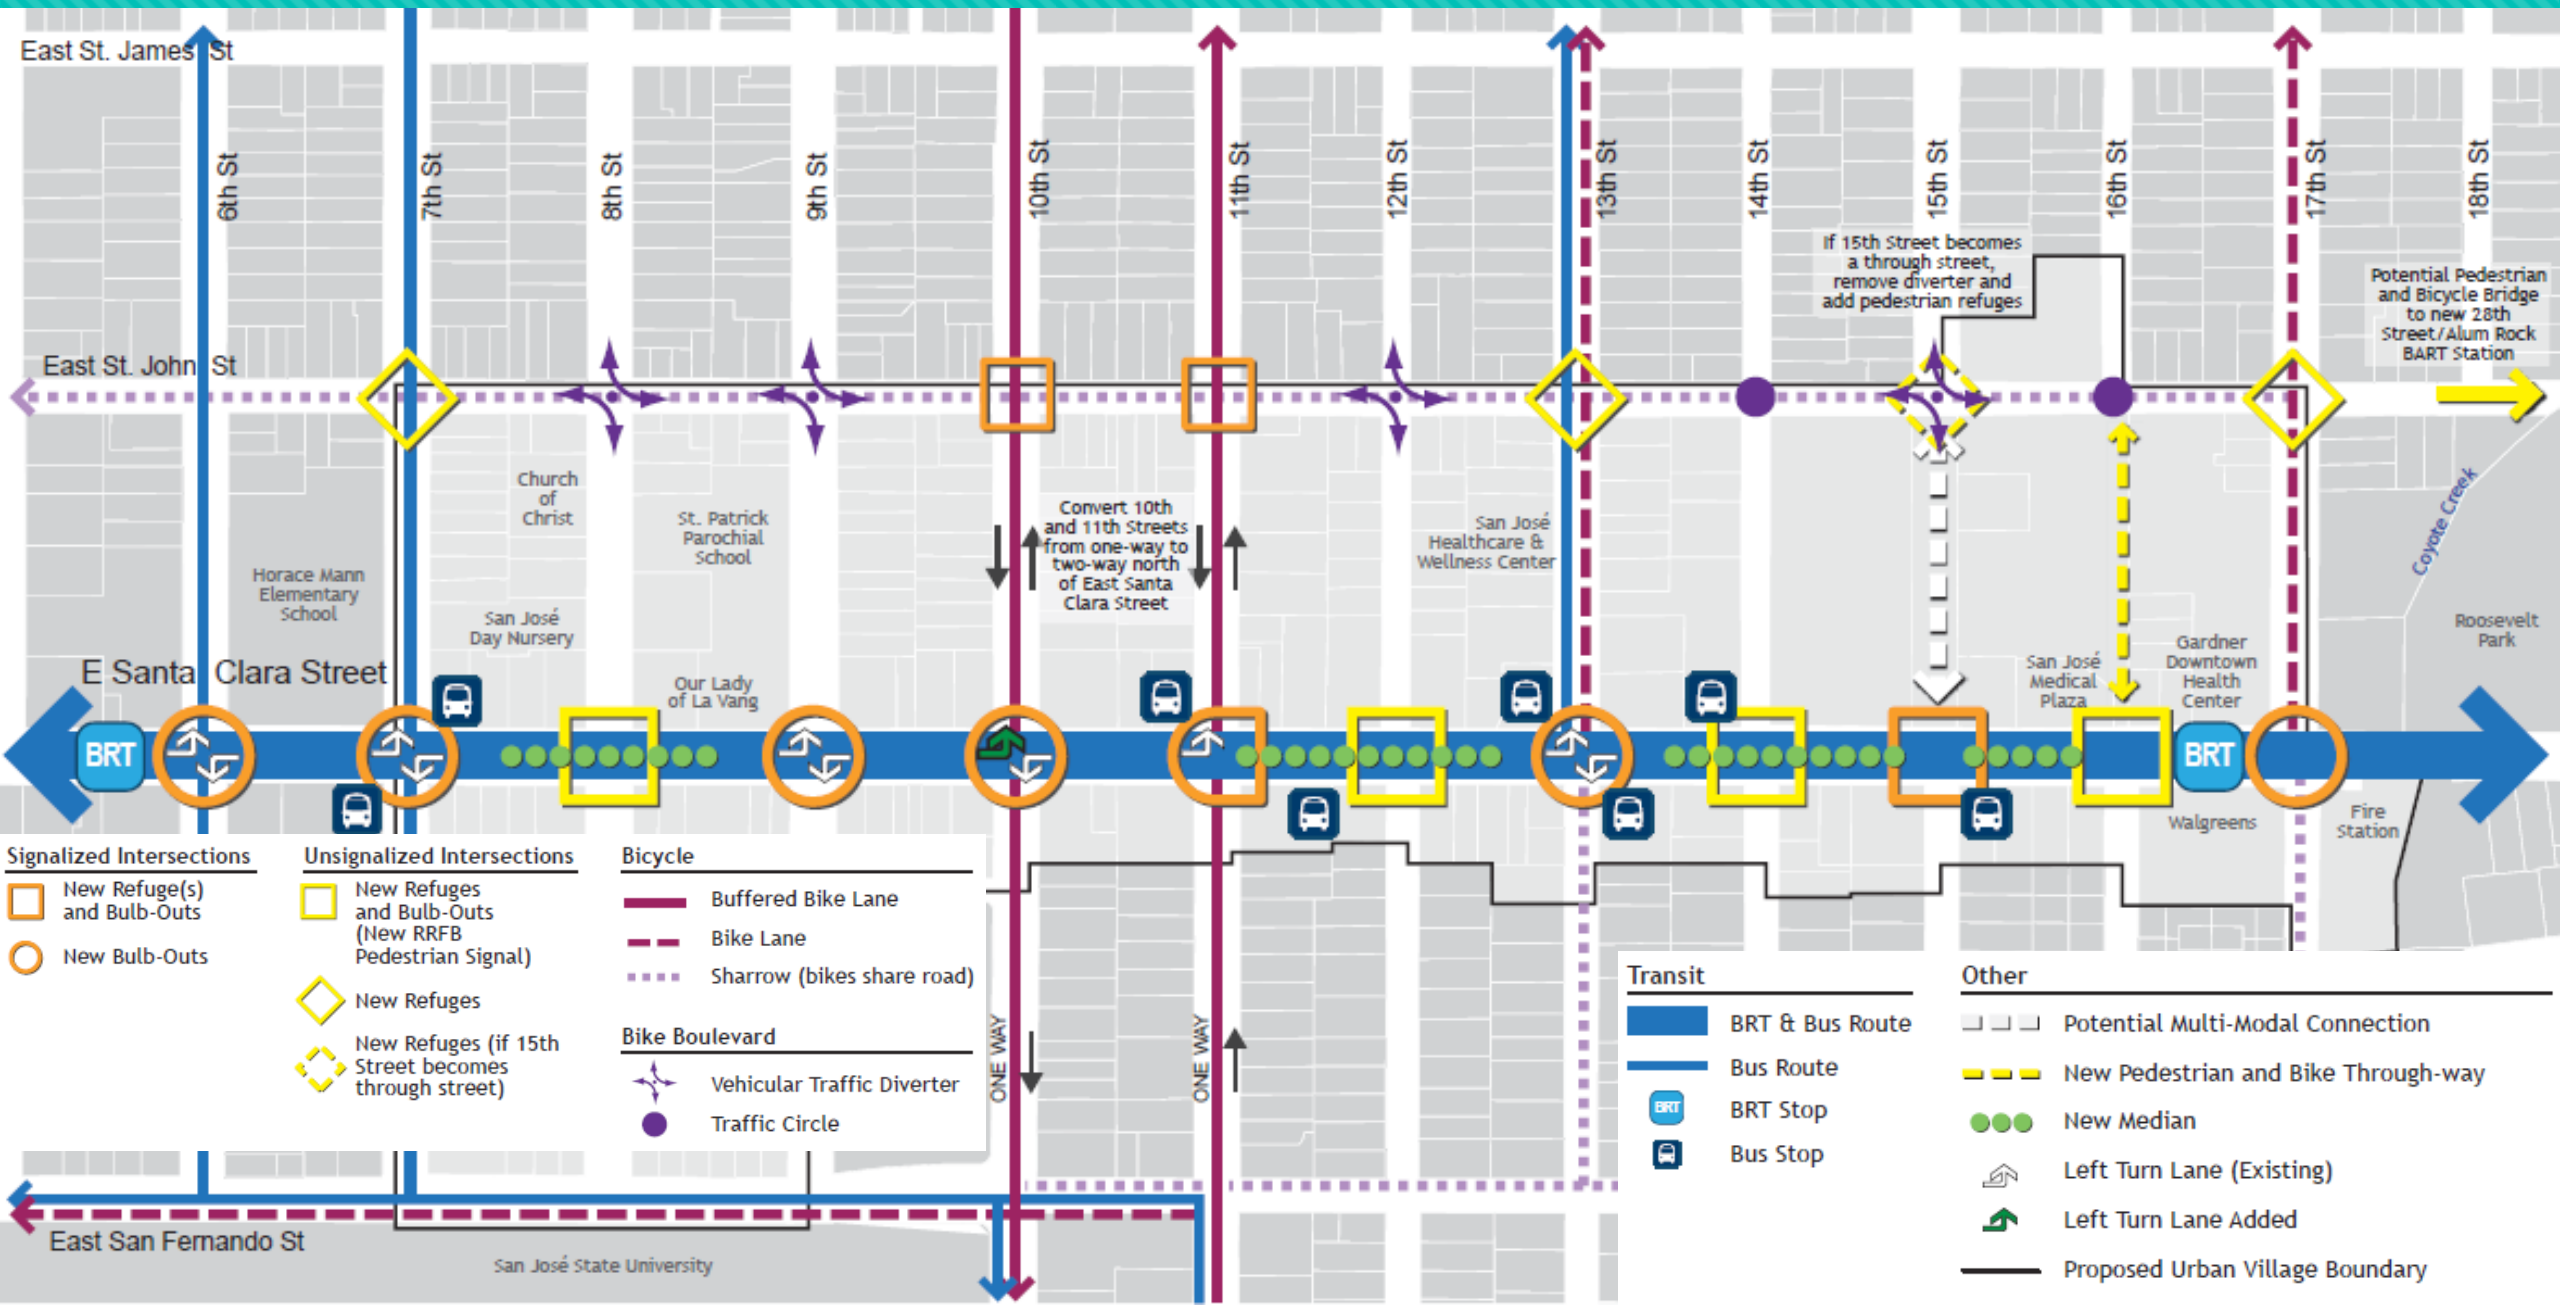 East St. James St
6th St
7th St
8th St
9th St
10th St
11th St
12th St
13th St
14th St
15th St
16th St
17th St
18th St
If 15th Street becomes
a through street,
remove diverter and
add pedestrian refuges
Potential Pedestrian
and Bicycle Bridge
to new 28th
Street/Alum Rock
BART Station
East St. John St
Church
of
Christ
St. Patrick
Parochial
School
Horace Mann
Elementary
School
San José
Day Nursery
Our Lady
of La Vang
Convert 10th
and 11th Streets
from one-way to
two-way north
of East Santa
Clara Street
San José
Healthcare &
Wellness Center
Coyote Creek
Roosevelt
Park
San José
Medical
Plaza
Gardner
Downtown
Health
Center
E Santa Clara Street
BRT
BRT
Walgreens
Fire
Station
Signalized Intersections
New Refuge(s)
and Bulb-Outs
New Bulb-Outs
Unsignalized Intersections
New Refuges
and Bulb-Outs
(New RRFB
Pedestrian Signal)
New Refuges
New Refuges (if 15th
Street becomes
through street)
Bicycle
Buffered Bike Lane
Bike Lane
Sharrow (bikes share road)
Bike Boulevard
Vehicular Traffic Diverter
Traffic Circle
ONE WAY
ONE WAY
Transit
BRT & Bus Route
Bus Route
BRT
BRT Stop
Bus Stop
Other
Potential Multi-Modal Connection
New Pedestrian and Bike Through-way
New Median
Left Turn Lane (Existing)
Left Turn Lane Added
Proposed Urban Village Boundary
East San Fernando St
San José State University